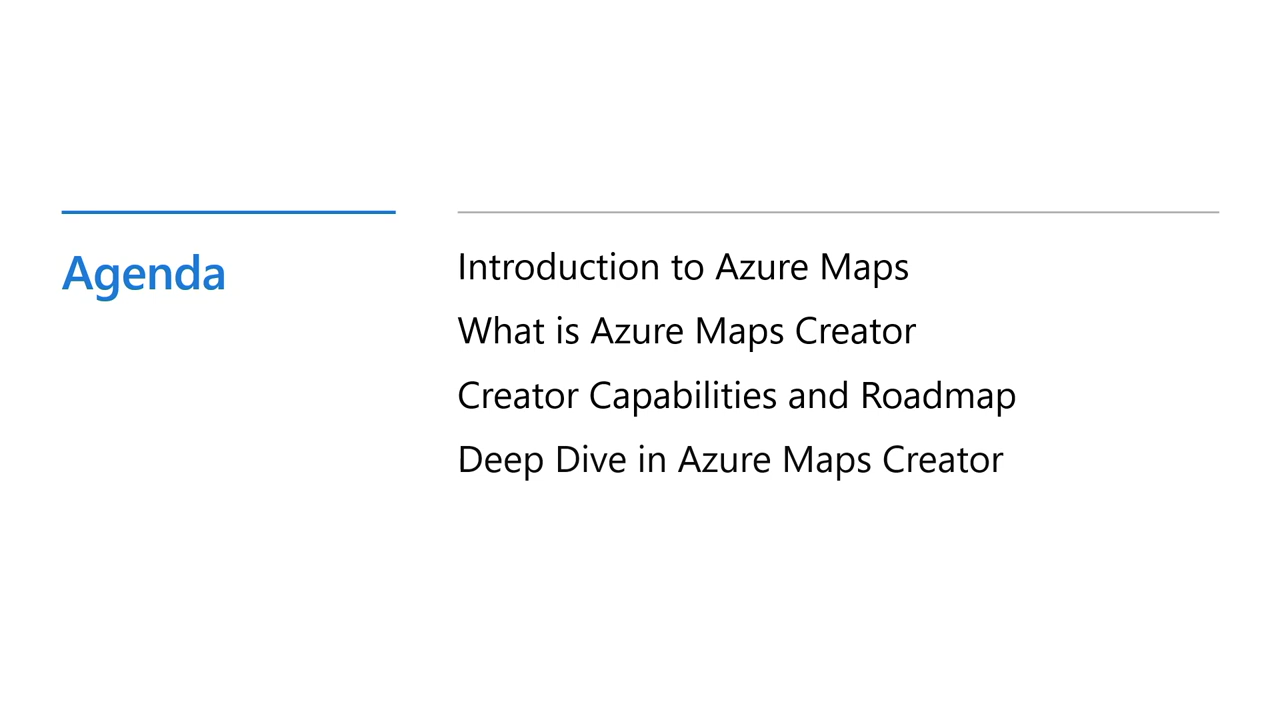 Agenda
Introduction to Azure Maps
What is Azure Maps Creator
Creator Capabilities and Roadmap
Deep Dive in Azure Maps Creator